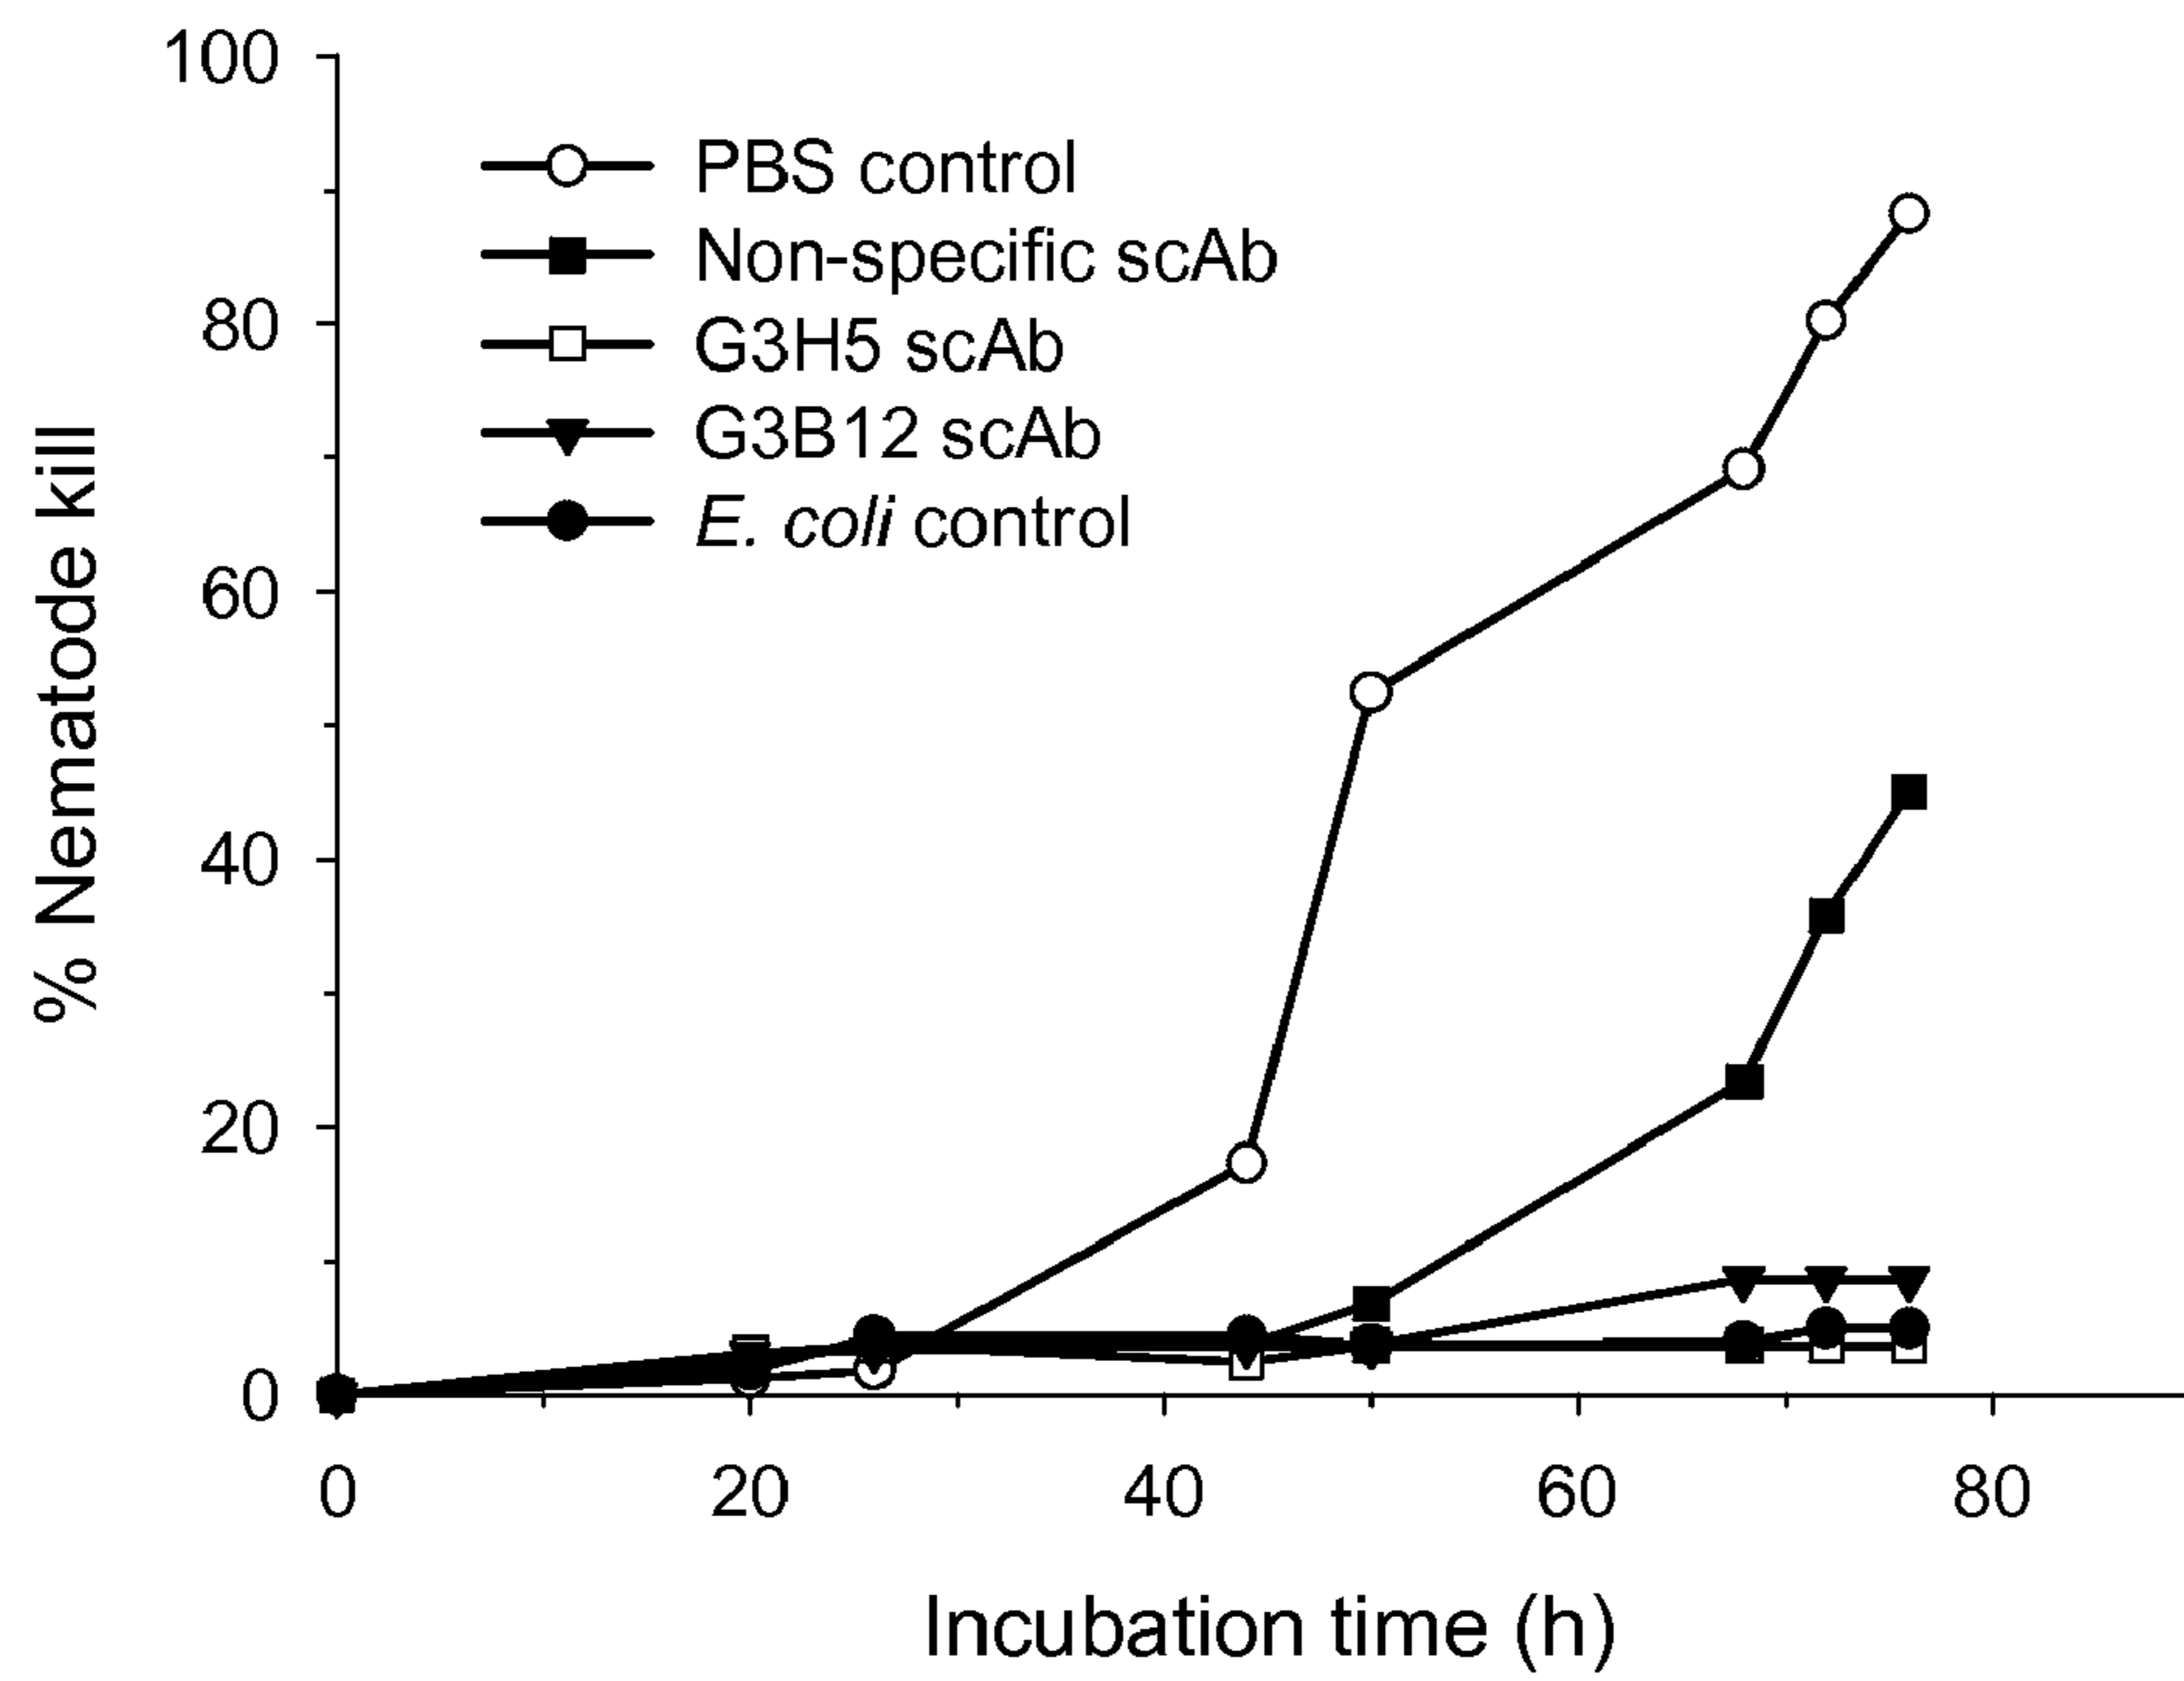 100
80
60
40
20
0
% Nematode kill
PBS control
Non-specific scAb
G3H5 scAb
G3B12 scAb
E. coli control
0 20 40 60 80
Incubation time (h)